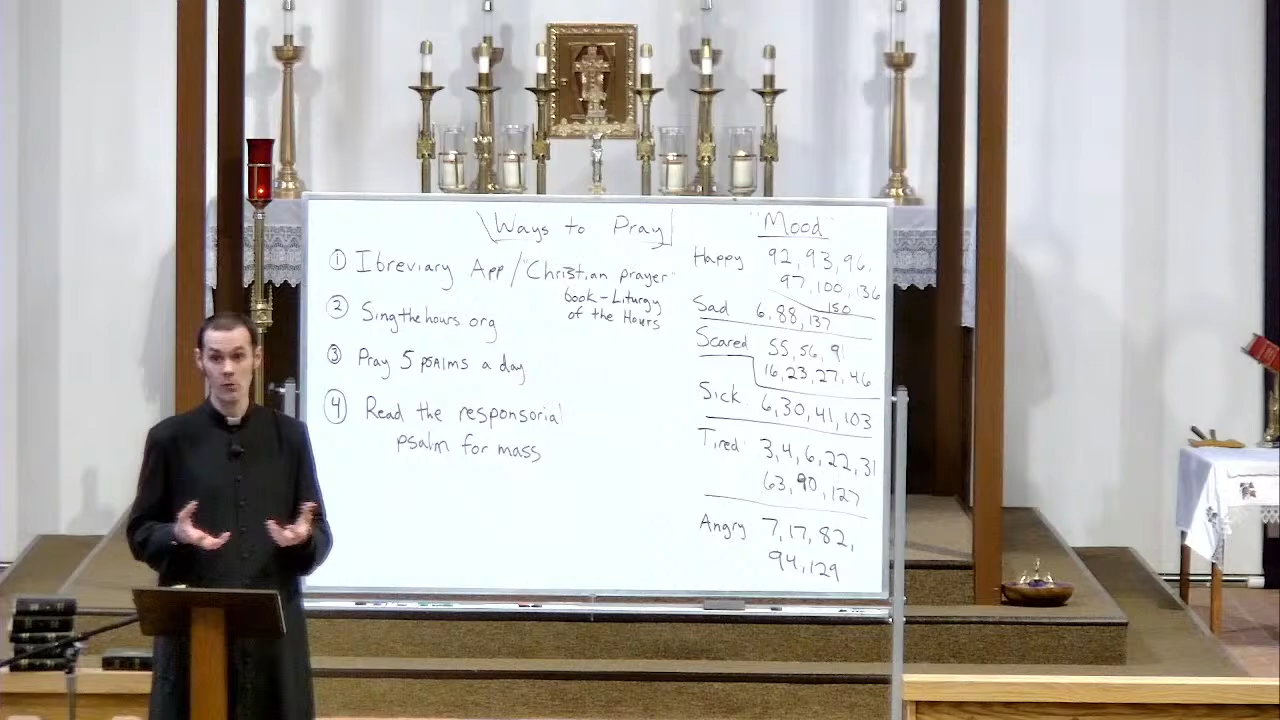 Ways to Pray
① Ibreviary App / "Christian prayer"
book - Liturgy
of the Hours
② Singthehours org
③ Pray 5 psalms a day
④ Read the responsorial
psalm for mass
"Mood"
Happy 92, 93, 96,
97, 100, 136
150
Sad 6, 88, 137
Scared 55, 56, 91
16, 23, 27, 46
Sick: 6, 30, 41, 103
Tired: 3, 4, 6, 22, 31
63, 90, 127
Angry 7, 17, 82,
94, 129